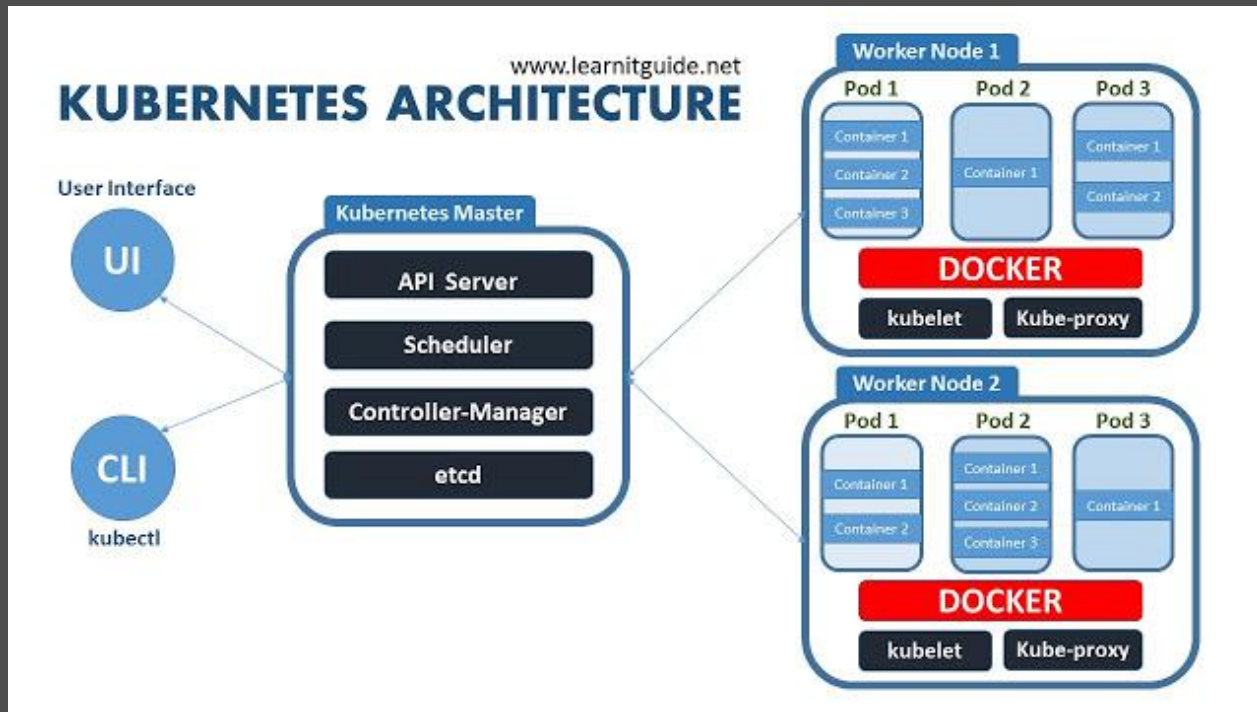 www.learnitguide.net
KUBERNETES ARCHITECTURE
User Interface
UI
CLI
kubectl
Kubernetes Master
API Server
Scheduler
Controller-Manager
etcd
Worker Node 1
Pod 1 Pod 2 Pod 3
Container 1
Container 2
Container 3
Container 1
Container 1
Container 2
DOCKER
kubelet Kube-proxy
Worker Node 2
Pod 1 Pod 2 Pod 3
Container 1
Container 2
Container 1
Container 2
Container 3
Container 1
DOCKER
kubelet Kube-proxy